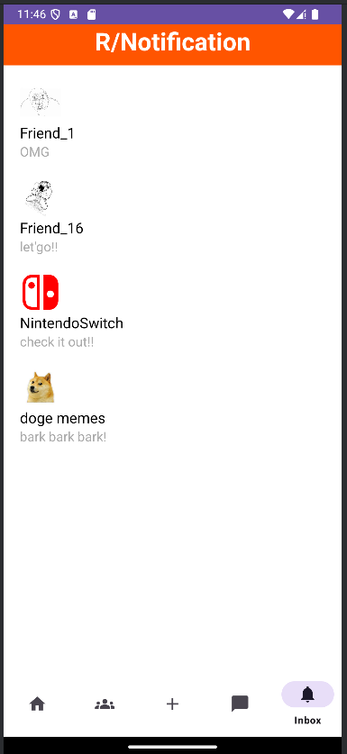 11:46
R/Notification
Friend_1
OMG
Friend_16
let'go!!
NintendoSwitch
check it out!!
doge memes
bark bark bark!
Inbox